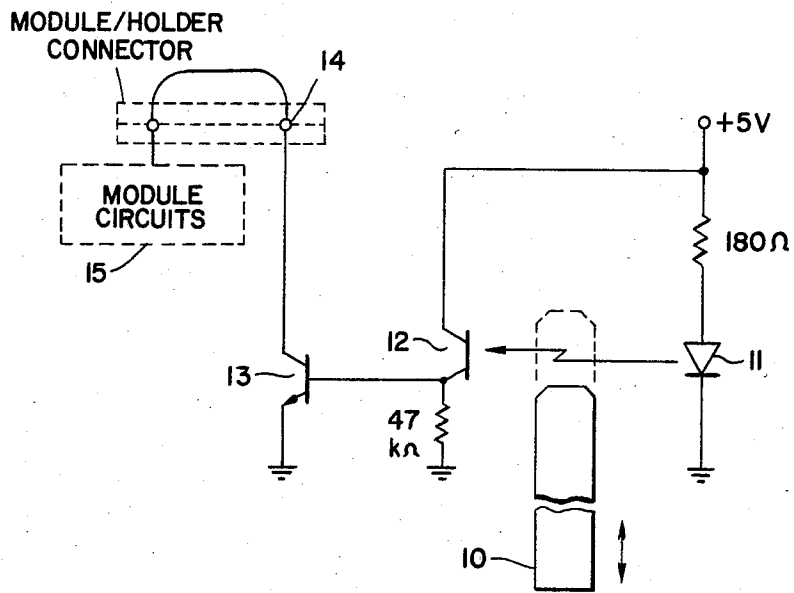 MODULE/HOLDER
CONNECTOR
14
+5V
MODULE
CIRCUITS
15
180Ω
12
11
13
47
kΩ
10